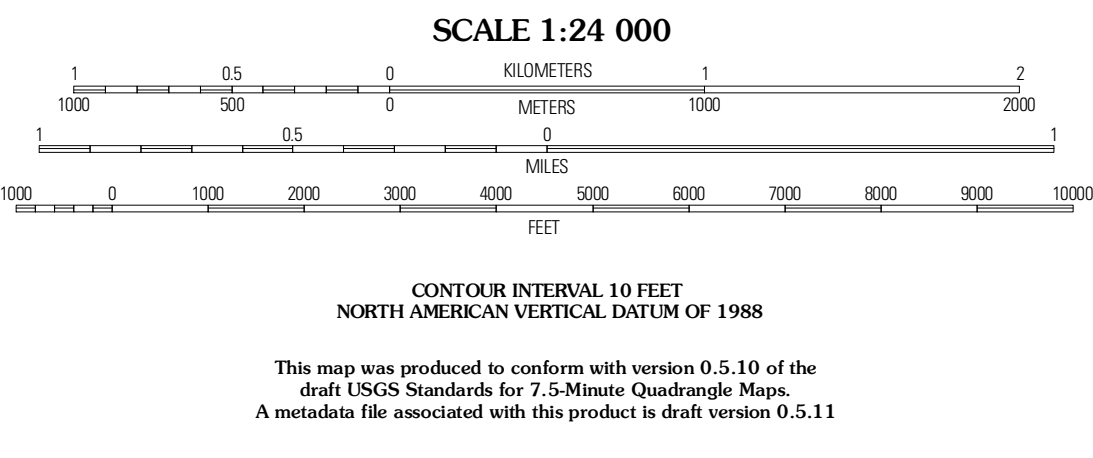 SCALE 1:24 000
1 0.5 0 KILOMETERS 1 2
1000 500 0 METERS 1000 2000
1 0.5 0 1
MILES
1000 0 1000 2000 3000 4000 5000 6000 7000 8000 9000 10000
FEET
CONTOUR INTERVAL 10 FEET
NORTH AMERICAN VERTICAL DATUM OF 1988
This map was produced to conform with version 0.5.10 of the
draft USGS Standards for 7.5-Minute Quadrangle Maps.
A metadata file associated with this product is draft version 0.5.11